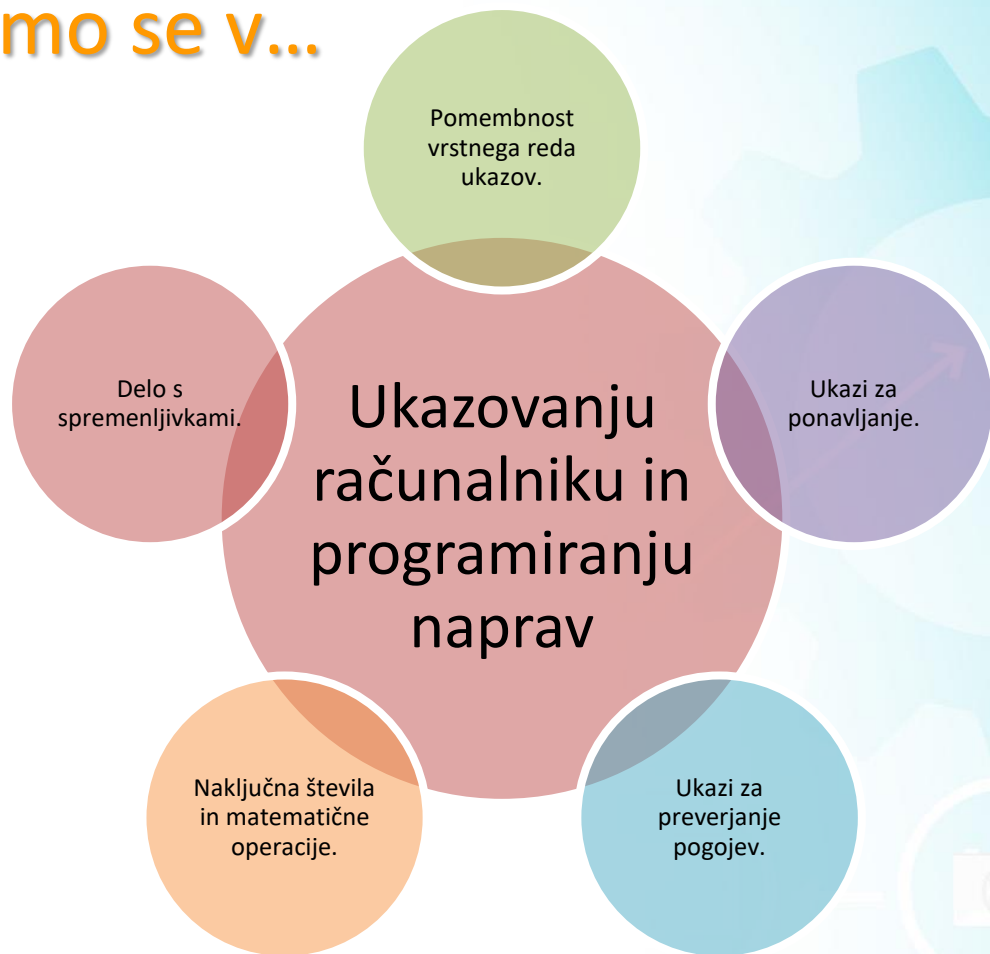 mo se v...
Pomembnost
vrstnega reda
ukazov.
Delo s
spremenljivkami.
Ukazovanju
računalniku in
programiranju
naprav
Ukazi za
ponavljanje.
Naključna števila
in matematične
operacije.
Ukazi za
preverjanje
pogojev.